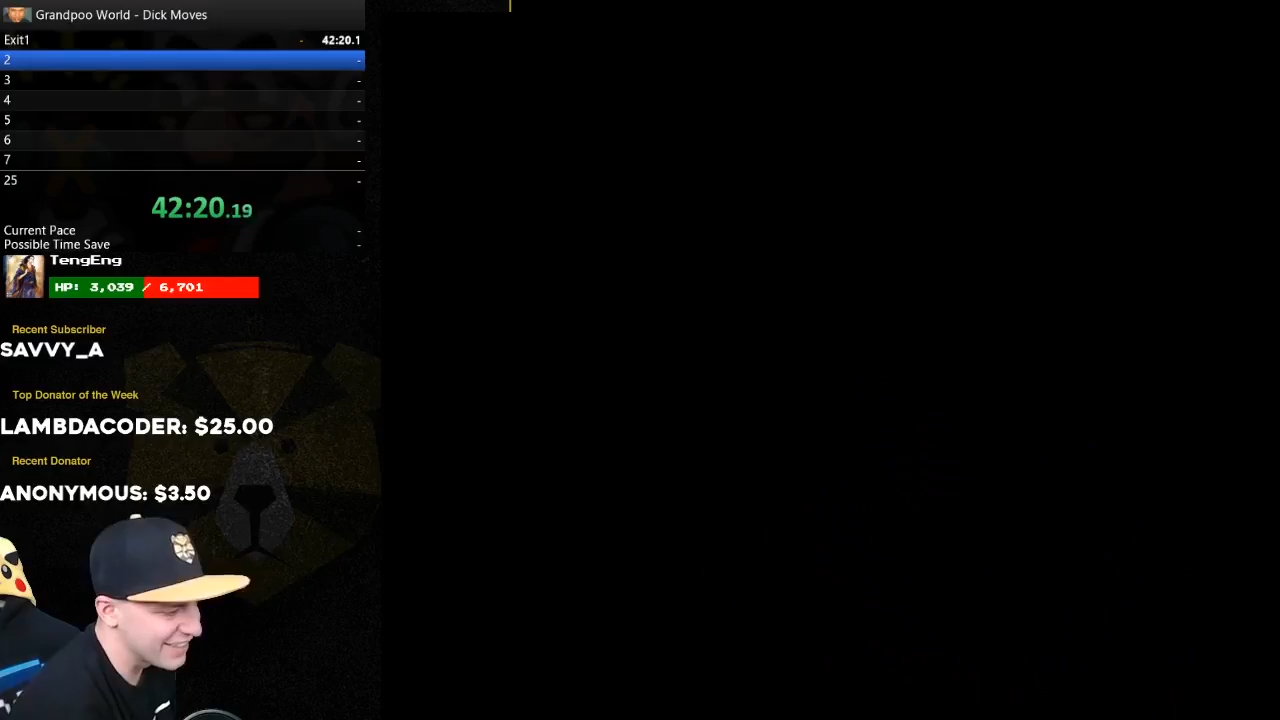 Grandpoo World - Dick Moves
Exit1 - 42:20.1
2 -
3 -
4 -
5 -
6 -
7 -
25 -
42:20.19
Current Pace -
Possible Time Save -
TengEng
HP: 3,039 / 6,701
Recent Subscriber
SAVVY_A
Top Donator of the Week
LAMBDACODER: $25.00
Recent Donator
ANONYMOUS: $3.50